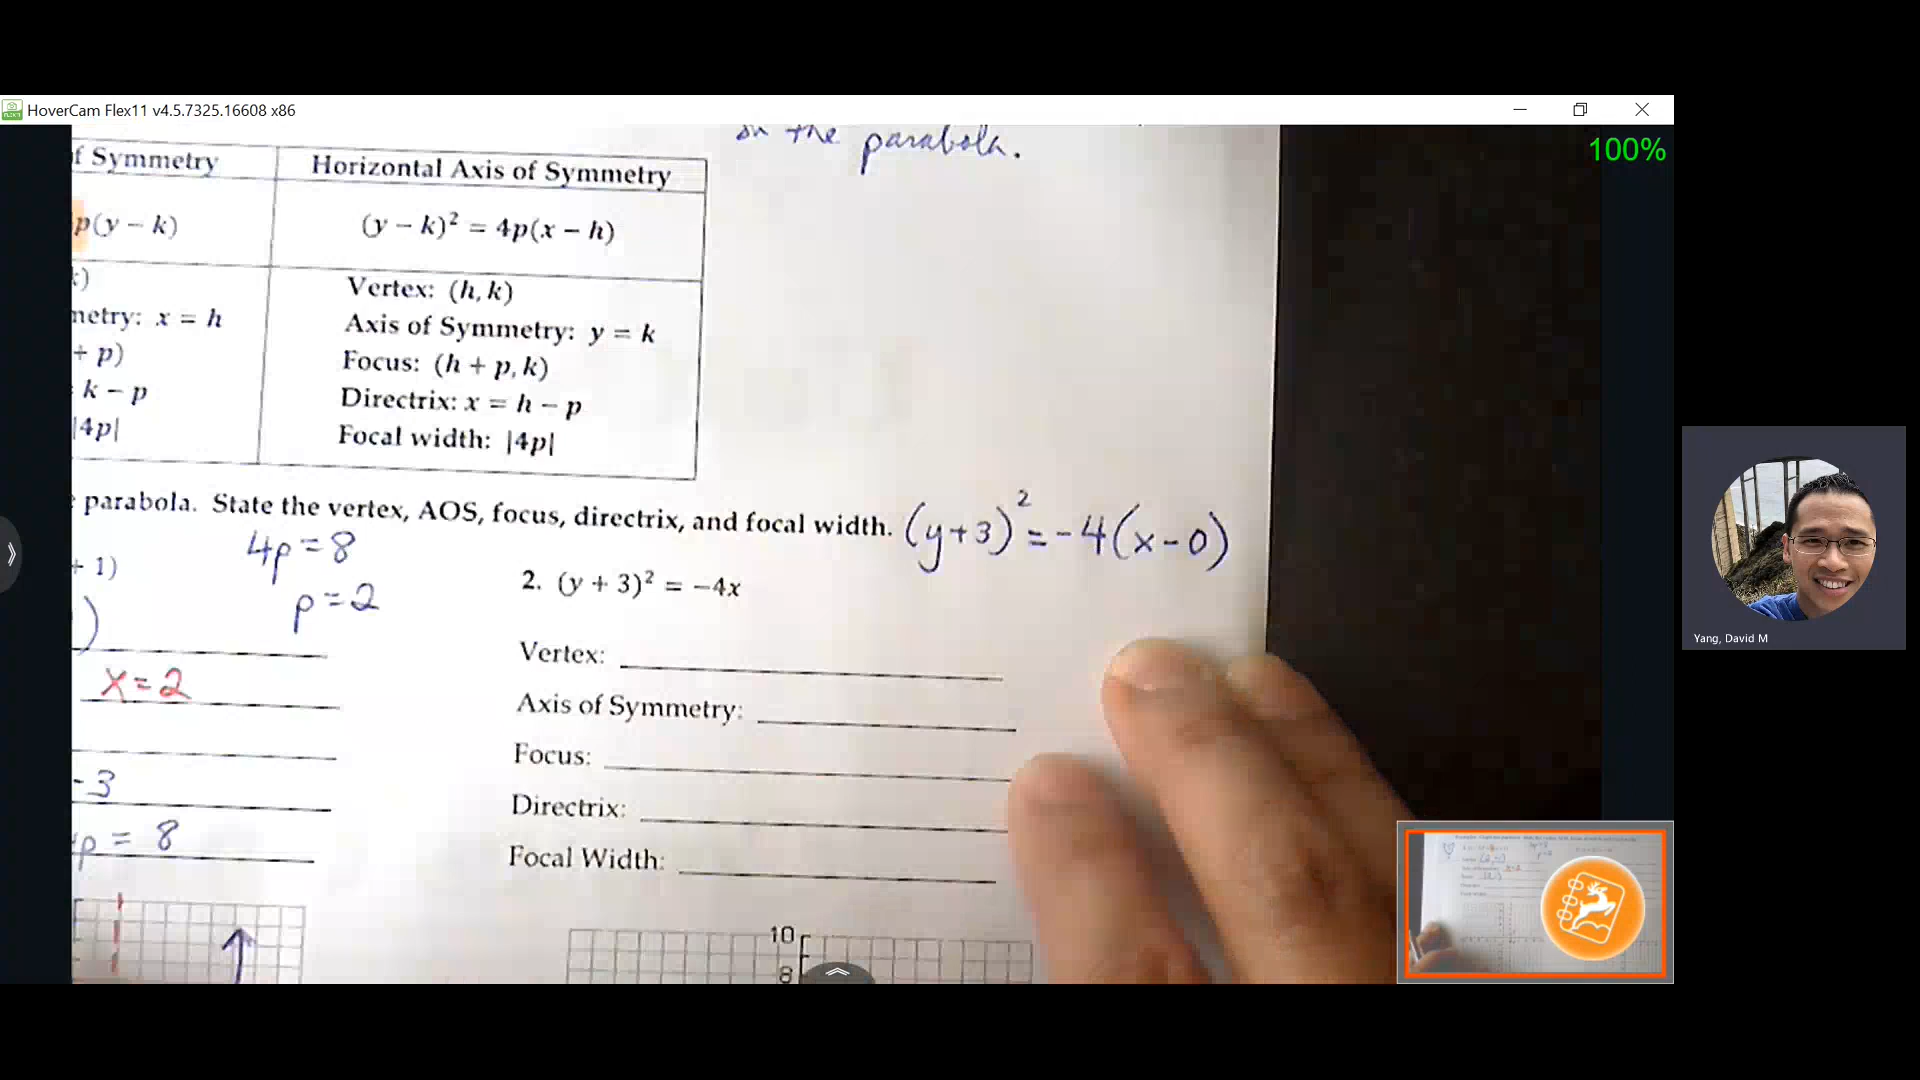 HoverCam Flex11 v4.5.7325.16608 x86
100%
on the parabola.
f Symmetry
Horizontal Axis of Symmetry
p(y − k)
(y − k)² = 4p(x − h)
k)
Vertex: (h, k)
metry: x = h
Axis of Symmetry: y = k
+ p)
Focus: (h + p, k)
k − p
Directrix: x = h − p
|4p|
Focal width: |4p|
parabola. State the vertex, AOS, focus, directrix, and focal width. (y+3)² = -4(x-0)
+ 1)
4p = 8
p = 2
)
x = 2
-3
p = 8
2. (y + 3)² = −4x
Vertex:
Axis of Symmetry:
Focus:
Directrix:
Focal Width:
10
8
Yang, David M